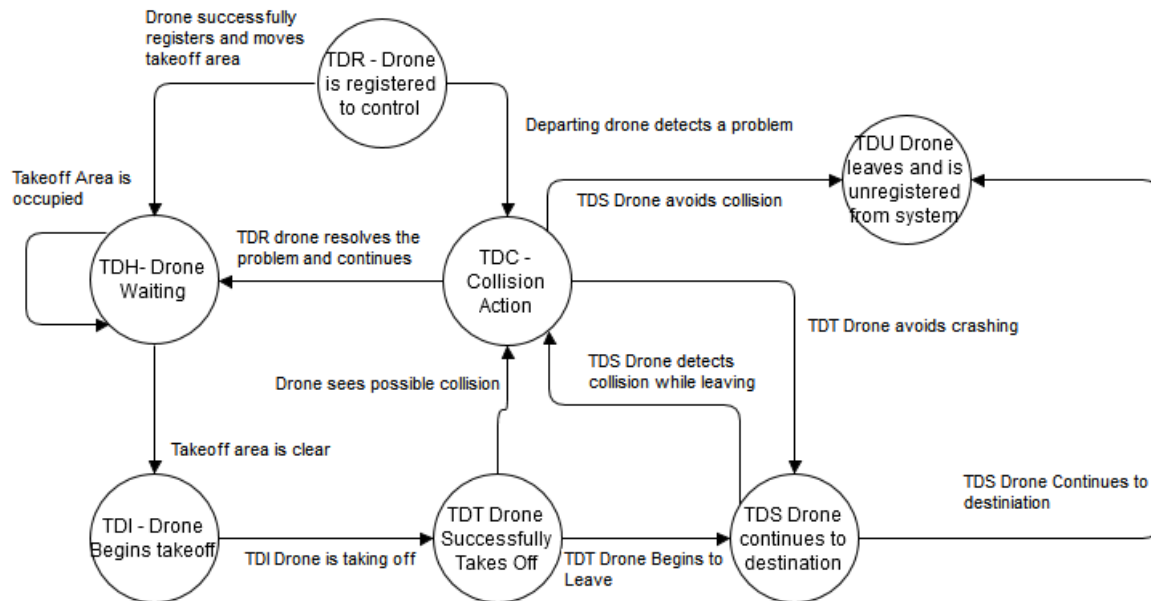 Drone successfully
registers and moves
takeoff area
TDR - Drone
is registered
to control
Departing drone detects a problem
TDU Drone
leaves and is
unregistered
from system
Takeoff Area is
occupied
TDS Drone avoids collision
TDH- Drone
Waiting
TDR drone resolves the
problem and continues
TDC -
Collision
Action
TDT Drone avoids crashing
Drone sees possible collision
TDS Drone detects
collision while leaving
Takeoff area is clear
TDS Drone Continues to
destiniation
TDI - Drone
Begins takeoff
TDI Drone is taking off
TDT Drone
Successfully
Takes Off
TDT Drone Begins to
Leave
TDS Drone
continues to
destination